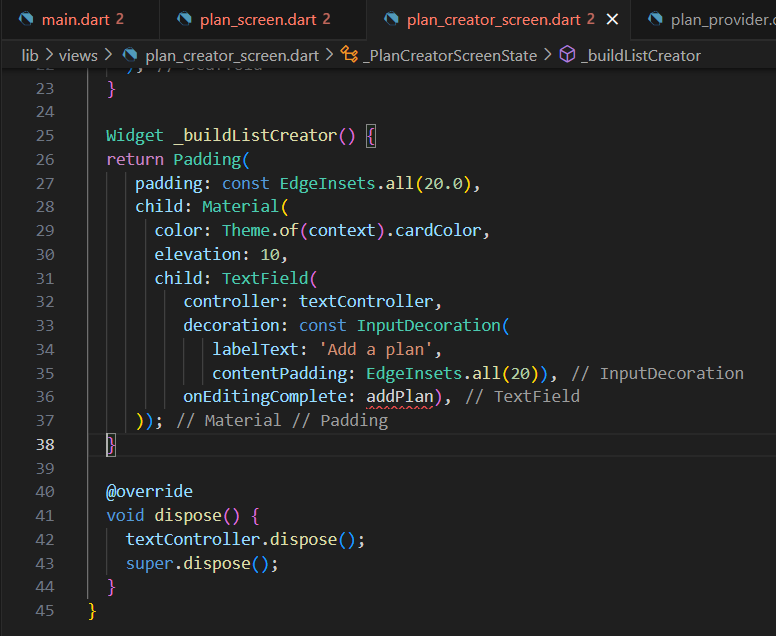 main.dart 2
plan_screen.dart 2
plan_creator_screen.dart 2
plan_provider.
lib > views > plan_creator_screen.dart > _PlanCreatorScreenState > _buildListCreator
22 ); // Scaffold
23 }
24
25 Widget _buildListCreator() {
26 return Padding(
27 padding: const EdgeInsets.all(20.0),
28 child: Material(
29 color: Theme.of(context).cardColor,
30 elevation: 10,
31 child: TextField(
32 controller: textController,
33 decoration: const InputDecoration(
34 labelText: 'Add a plan',
35 contentPadding: EdgeInsets.all(20)), // InputDecoration
36 onEditingComplete: addPlan), // TextField
37 )); // Material // Padding
38 }
39
40 @override
41 void dispose() {
42 textController.dispose();
43 super.dispose();
44 }
45 }